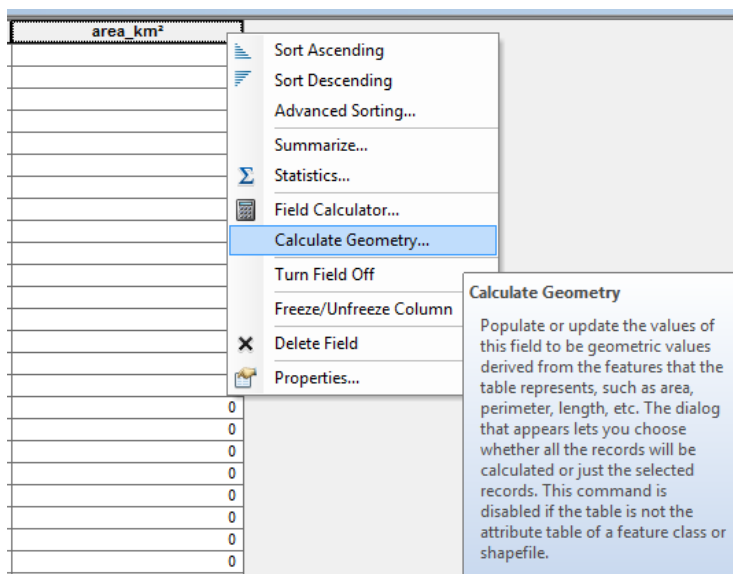 area_km²
Sort Ascending
Sort Descending
Advanced Sorting...
Summarize...
Σ Statistics...
Field Calculator...
Calculate Geometry...
Turn Field Off
Freeze/Unfreeze Column
Delete Field
Properties...
Calculate Geometry
Populate or update the values of
this field to be geometric values
derived from the features that the
table represents, such as area,
perimeter, length, etc. The dialog
that appears lets you choose
whether all the records will be
calculated or just the selected
records. This command is
disabled if the table is not the
attribute table of a feature class or
shapefile.
0
0
0
0
0
0
0
0